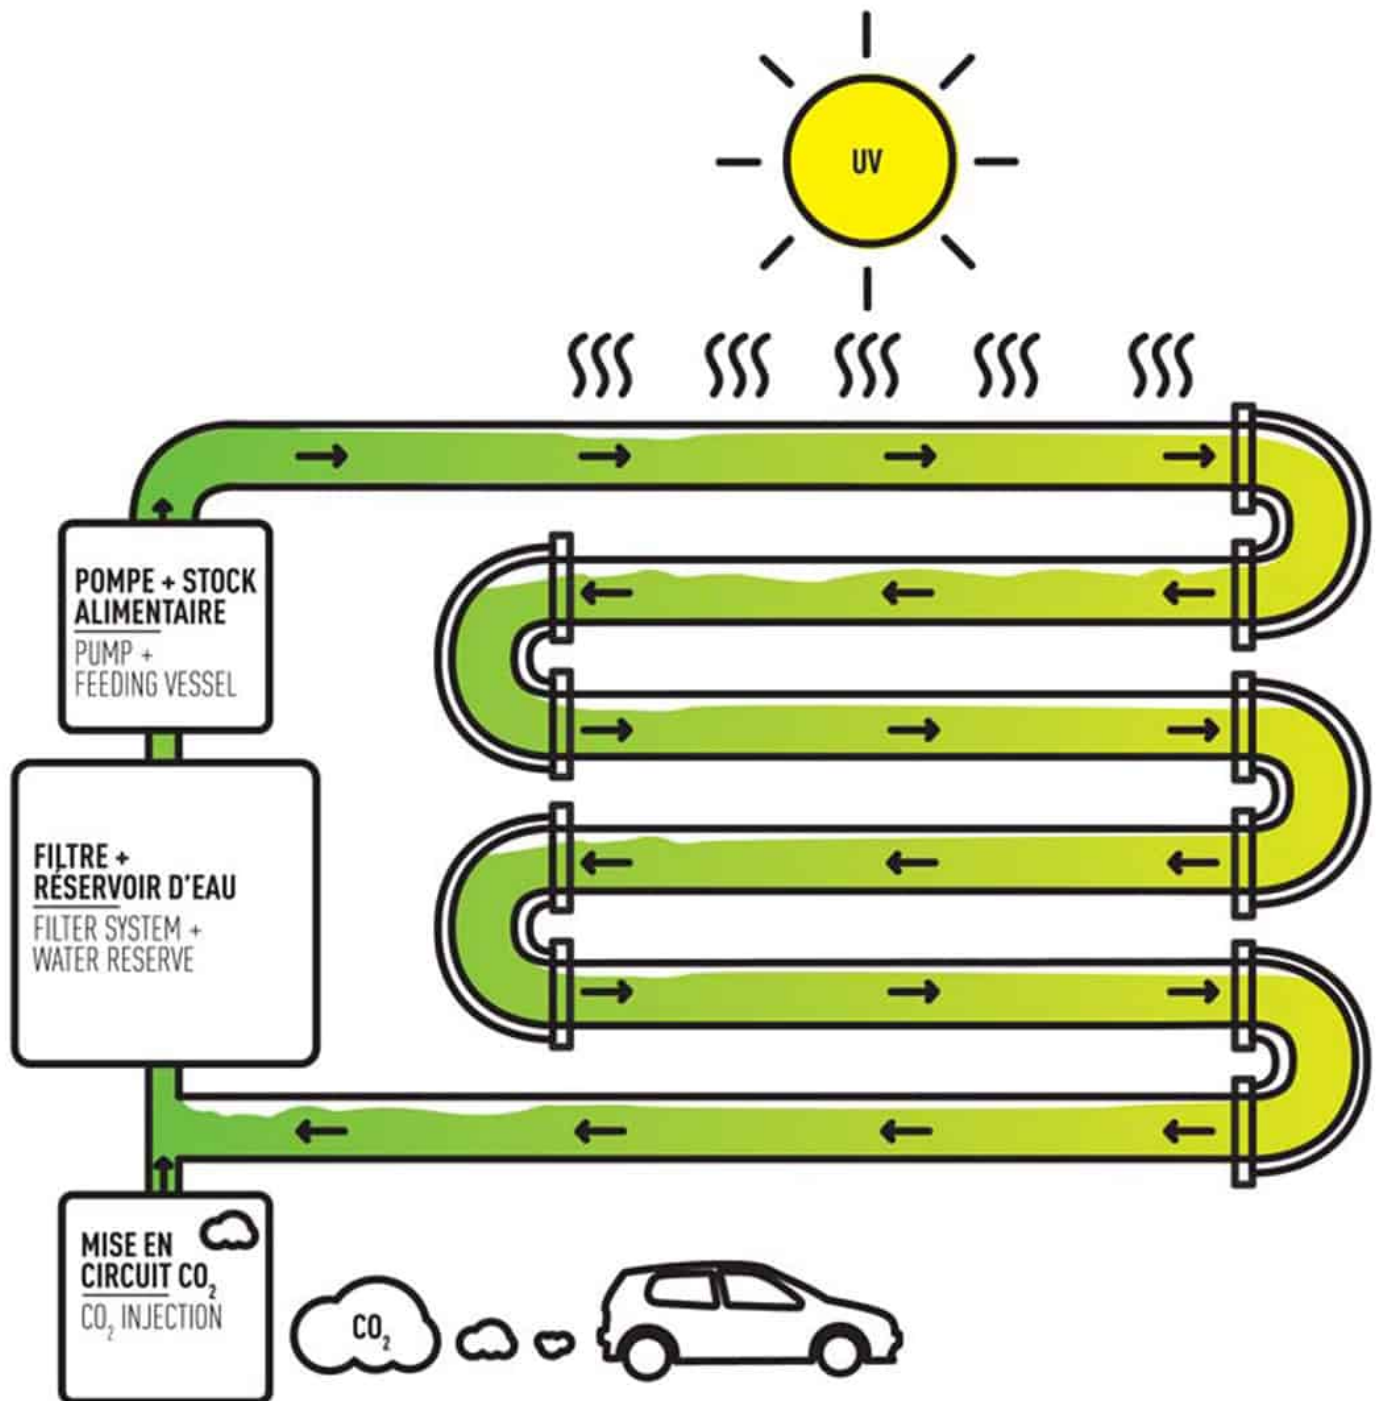 UV
POMPE + STOCK
ALIMENTAIRE
PUMP +
FEEDING VESSEL
FILTRE +
RÉSERVOIR D'EAU
FILTER SYSTEM +
WATER RESERVE
MISE EN
CIRCUIT CO₂
CO₂ INJECTION
CO₂